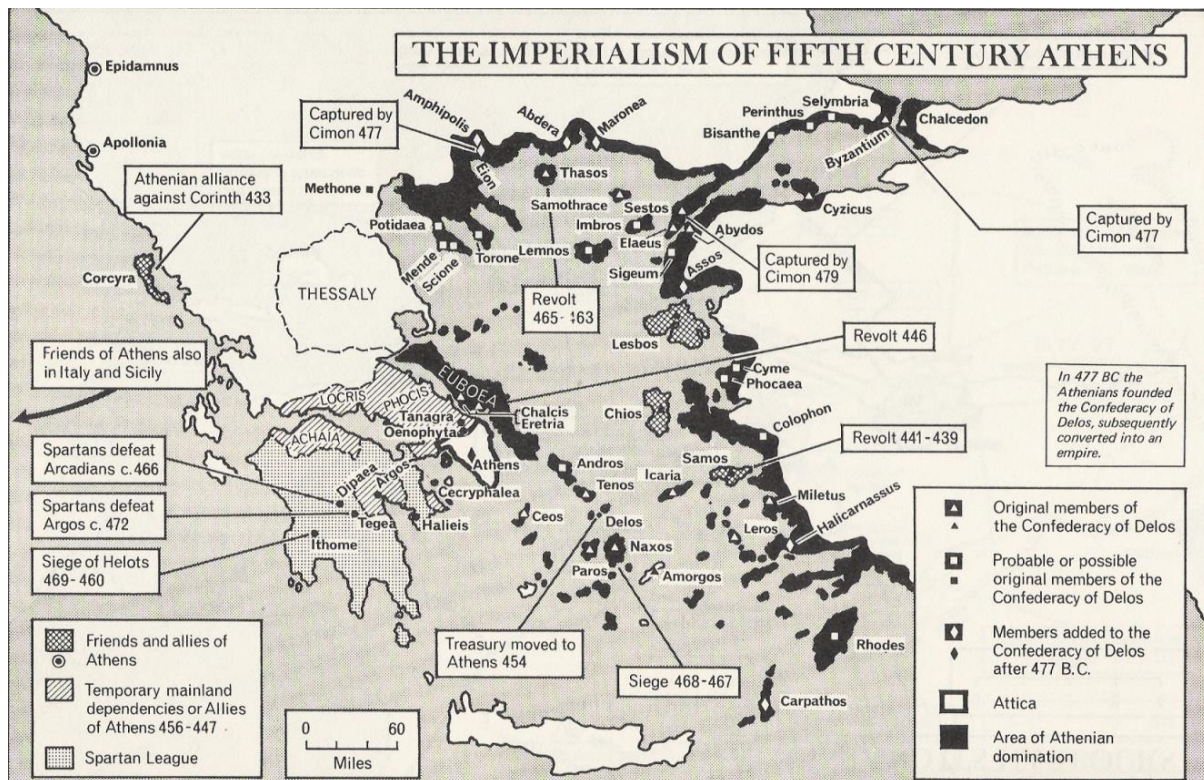 THE IMPERIALISM OF FIFTH CENTURY ATHENS
Epidamnus
Apollonia
Athenian alliance
against Corinth 433
Corcyra
Captured by
Cimon 477
Amphipolis
Eion
Abdera
Maronea
Bisanthe
Perinthus
Selymbria
Byzantium
Chalcedon
Methone
Thasos
Samothrace
Sestos
Cyzicus
Captured by
Cimon 477
Potidaea
Mende
Scione
Torone
Imbros
Lemnos
Elaeus
Abydos
Sigeum
Assos
Captured by
Cimon 479
THESSALY
Revolt
465-463
Lesbos
Revolt 446
Friends of Athens also
in Italy and Sicily
EUBOEA
LOCRIS
PHOCIS
Tanagra
Oenophyta
Chalcis
Eretria
Cyme
Phocaea
Chios
Colophon
In 477 BC the
Athenians founded
the Confederacy of
Delos, subsequently
converted into an
empire.
ACHAIA
Athens
Spartans defeat
Arcadians c. 466
Spartans defeat
Argos c. 472
Siege of Helots
469-460
Dipaea
Argos
Tegea
Ithome
Cecryphalea
Halieis
Andros
Tenos
Ceos
Delos
Icaria
Samos
Revolt 441-439
Miletus
Halicarnassus
Leros
Naxos
Paros
Amorgos
Treasury moved to
Athens 454
Siege 468-467
Rhodes
Carpathos
Friends and allies of
Athens
Temporary mainland
dependencies or Allies
of Athens 456-447
Spartan League
0 60
Miles
Original members of
the Confederacy of Delos
Probable or possible
original members of the
Confederacy of Delos
Members added to the
Confederacy of Delos
after 477 B.C.
Attica
Area of Athenian
domination